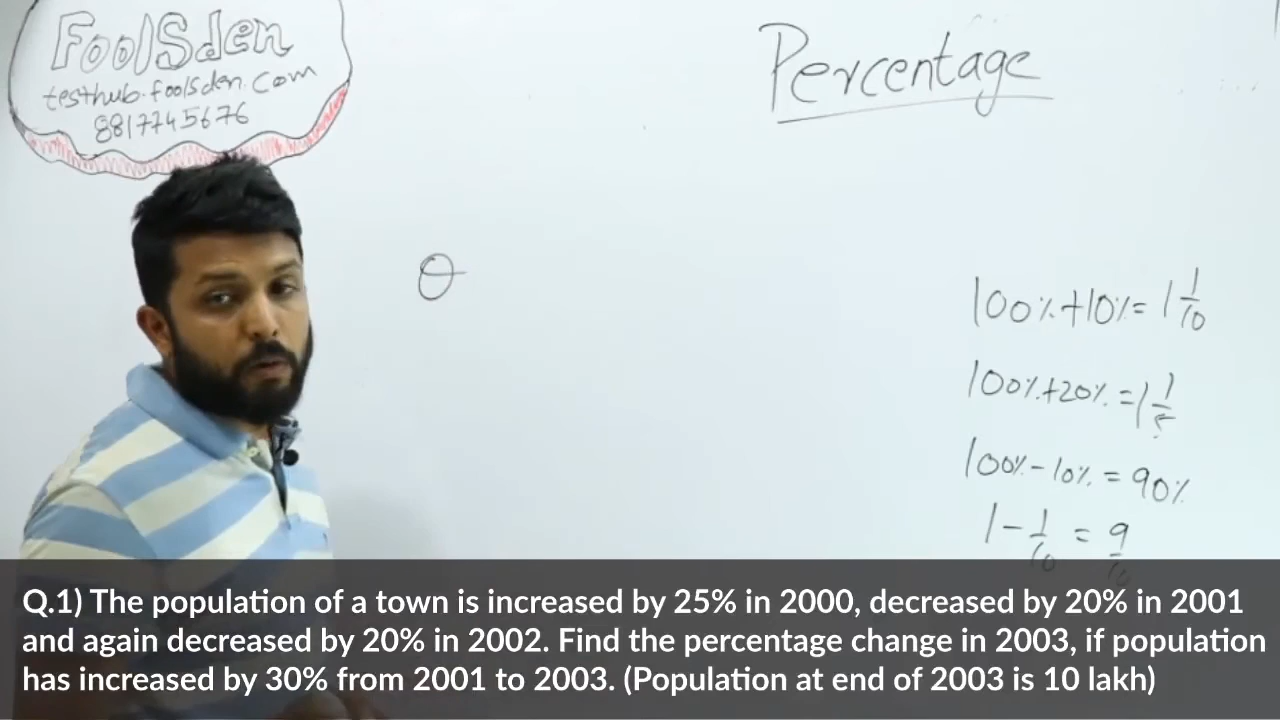 FoolSden
testhub.foolsden.com
8817745676
Percentage
θ
100%+10%=1 1/10
100%+20%=1 1/5
100%-10%=90%
1-1/10=9/10
Q.1) The population of a town is increased by 25% in 2000, decreased by 20% in 2001
and again decreased by 20% in 2002. Find the percentage change in 2003, if population
has increased by 30% from 2001 to 2003. (Population at end of 2003 is 10 lakh)